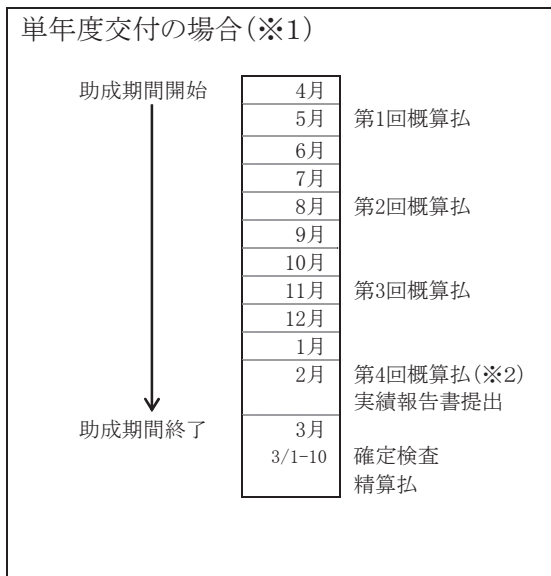 単年度交付の場合(※1)
助成期間開始 4月
5月 第1回概算払
6月
7月
8月 第2回概算払
9月
10月
11月 第3回概算払
12月
1月
2月 第4回概算払(※2)
実績報告書提出
助成期間終了 3月
3/1-10 確定検査
精算払